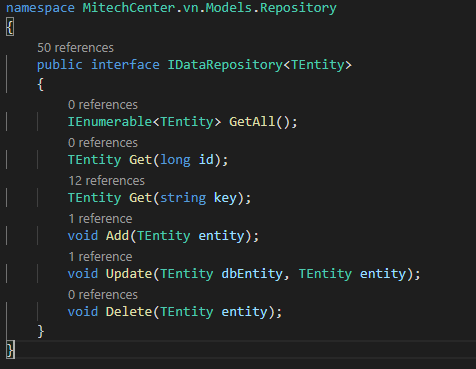 namespace MitechCenter.vn.Models.Repository
{
50 references
public interface IDataRepository<TEntity>
{
0 references
IEnumerable<TEntity> GetAll();
0 references
TEntity Get(long id);
12 references
TEntity Get(string key);
1 reference
void Add(TEntity entity);
1 reference
void Update(TEntity dbEntity, TEntity entity);
0 references
void Delete(TEntity entity);
}
}